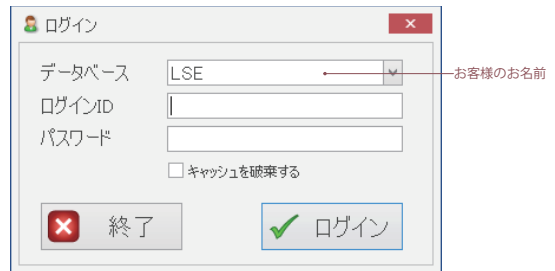 ログイン
データベース LSE お客様のお名前
ログインID
パスワード
キャッシュを破棄する
終了 ログイン